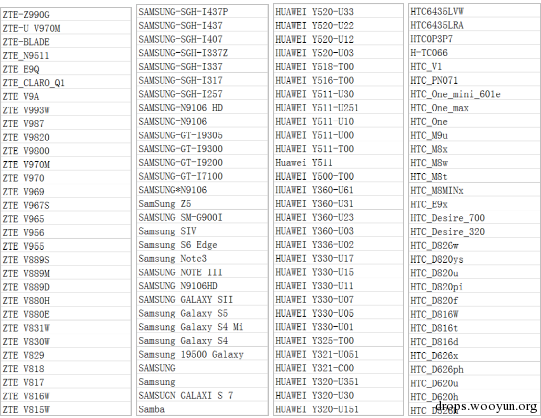 ZTE-Z990G
ZTE-U V970M
ZTE-BLADE
ZTE_N9511
ZTE E9Q
ZTE_CLARO_Q1
ZTE V9A
ZTE V993W
ZTE V987
ZTE V9820
ZTE V9800
ZTE V970M
ZTE V970
ZTE V969
ZTE V967S
ZTE V965
ZTE V956
ZTE V955
ZTE V889S
ZTE V889M
ZTE V889D
ZTE V880H
ZTE V880E
ZTE V831W
ZTE V830W
ZTE V829
ZTE V818
ZTE V817
ZTE V816W
ZTE V815W
SAMSUNG-SGH-I437P
SAMSUNG-SGH-I437
SAMSUNG-SGH-I407
SAMSUNG-SGH-I337Z
SAMSUNG-SGH-I337
SAMSUNG-SGH-I317
SAMSUNG-SGH-I257
SAMSUNG-N9106 HD
SAMSUNG-N9106
SAMSUNG-GT-I9305
SAMSUNG-GT-I9300
SAMSUNG-GT-I9200
SAMSUNG-GT-I7100
SAMSUNG*N9106
SamSung Z5
SAMSUNG SM-G900I
Samsung SIV
Samsung S6 Edge
Samsung Note3
SAMSUNG NOTE III
SAMSUNG N9106HD
SAMSUNG GALAXY SII
Samsung Galaxy S5
Samsung Galaxy S4 Mi
Samsung Galaxy S4
Samsung I9500 Galaxy
SAMSUNG
Samsung
SAMSUCN GALAXI S 7
Samba
HUAWEI Y520-U33
HUAWEI Y520-U22
HUAWEI Y520-U12
HUAWEI Y520-U03
HUAWEI Y518-T00
HUAWEI Y516-T00
HUAWEI Y511-U30
HUAWEI Y511-U251
HUAWEI Y511 U10
HUAWEI Y511-U00
HUAWEI Y511-T00
Huawei Y511
HUAWEI Y500-T00
HUAWEI Y360-U61
HUAWEI Y360-U31
HUAWEI Y360-U23
HUAWEI Y360-U03
HUAWEI Y336-U02
HUAWEI Y330-U17
HUAWEI Y330-U15
HUAWEI Y330-U11
HUAWEI Y330-U07
HUAWEI Y330-U05
HUAWEI Y330-U01
HUAWEI Y325-T00
HUAWEI Y321-U051
HUAWEI Y321-C00
HUAWEI Y320-U351
HUAWEI Y320-U30
HUAWEI Y320-U151
HTC6435LVW
HTC6435LRA
HTC0P3P7
H-TC066
HTC_V1
HTC_PN071
HTC_One_mini_601e
HTC_One_max
HTC_One
HTC_M9u
HTC_M8x
HTC_M8w
HTC_M8t
HTC_M8MINx
HTC_E9x
HTC_Desire_700
HTC_Desire_320
HTC_D826w
HTC_D820ys
HTC_D820u
HTC_D820pi
HTC_D820f
HTC_D816W
HTC_D816t
HTC_D816d
HTC_D626x
HTC_D626ph
HTC_D620u
HTC_D620h
drops.wooyun.org